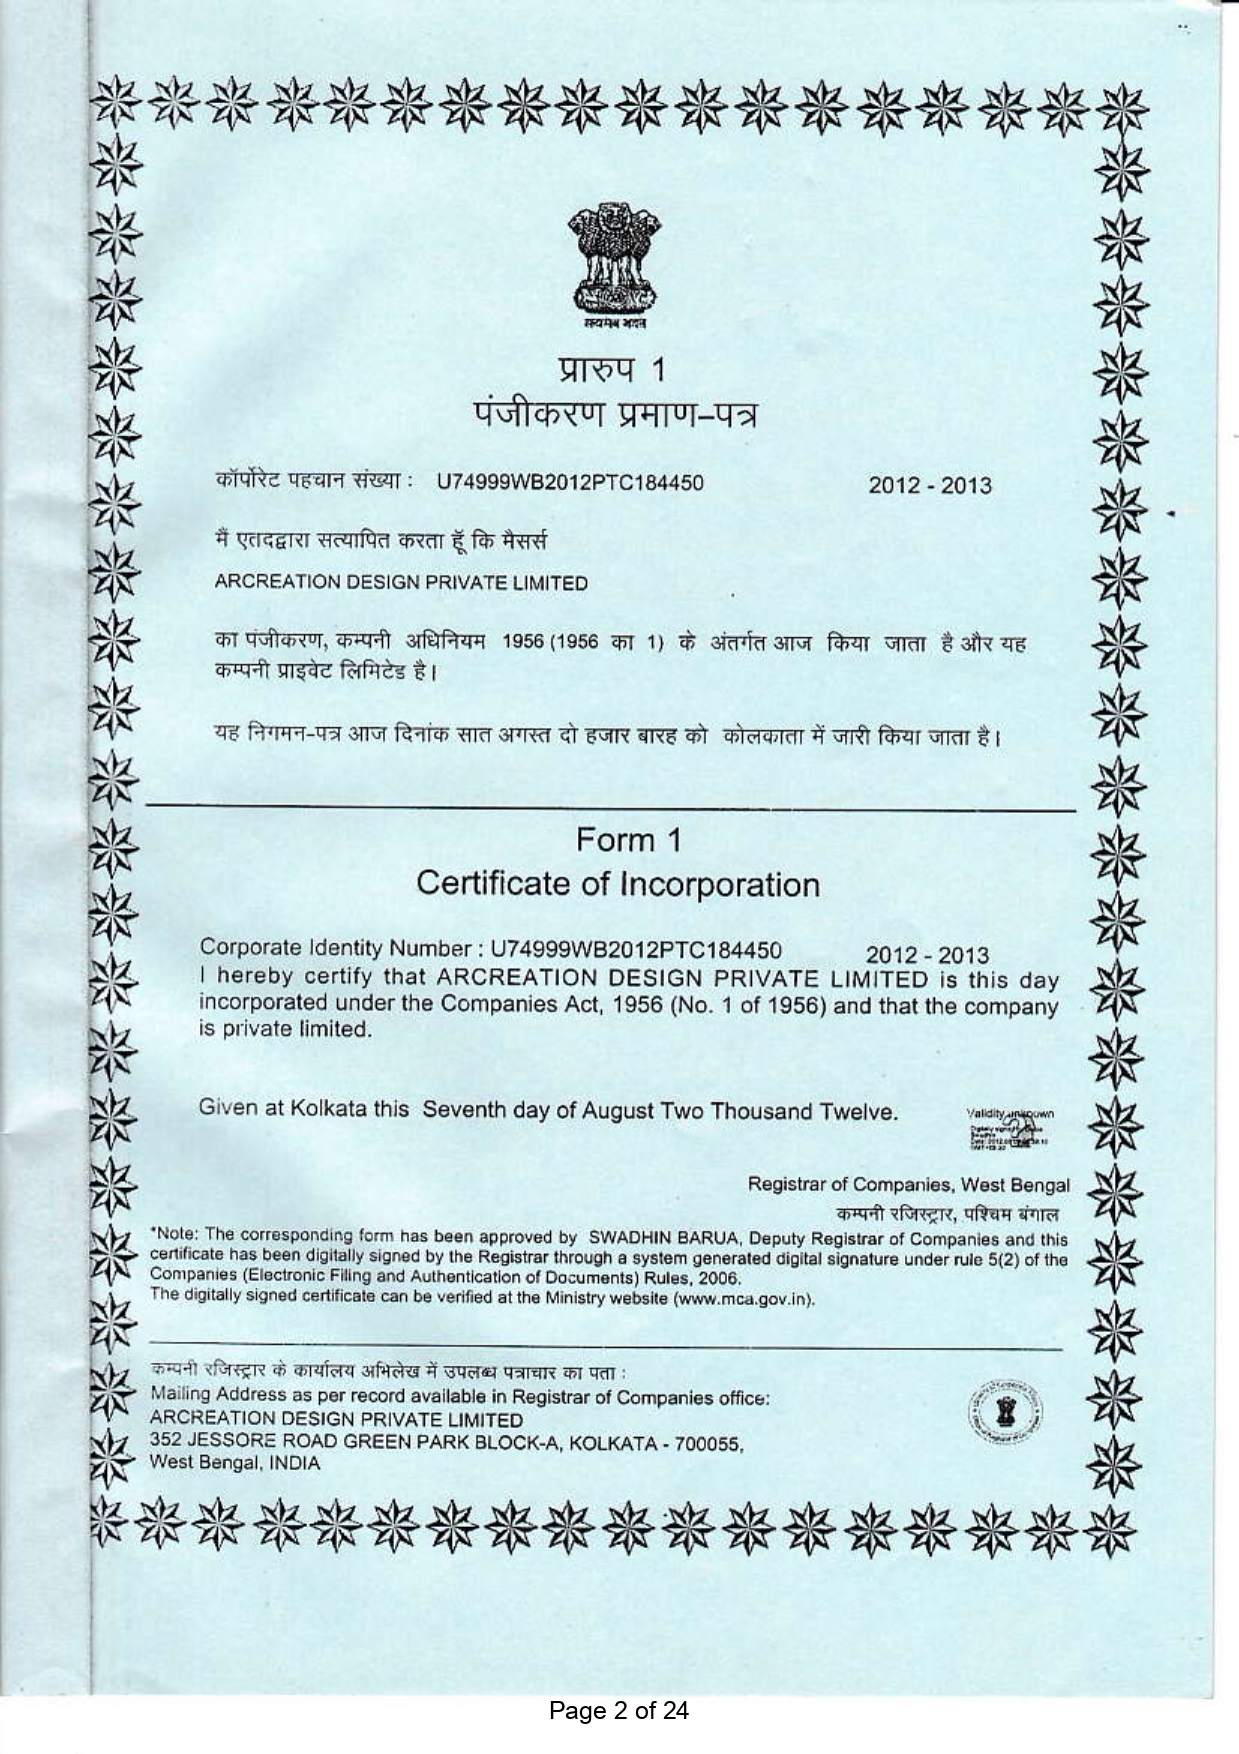 सत्यमेव जयते
प्रारुप 1
पंजीकरण प्रमाण-पत्र
कॉर्पोरेट पहचान संख्या : U74999WB2012PTC184450 2012 - 2013
मैं एतदद्वारा सत्यापित करता हूँ कि मैसर्स
ARCREATION DESIGN PRIVATE LIMITED
का पंजीकरण, कम्पनी अधिनियम 1956 (1956 का 1) के अंतर्गत आज किया जाता है और यह
कम्पनी प्राइवेट लिमिटेड है।
यह निगमन-पत्र आज दिनांक सात अगस्त दो हजार बारह को कोलकाता में जारी किया जाता है।
Form 1
Certificate of Incorporation
Corporate Identity Number : U74999WB2012PTC184450 2012 - 2013
I hereby certify that ARCREATION DESIGN PRIVATE LIMITED is this day
incorporated under the Companies Act, 1956 (No. 1 of 1956) and that the company
is private limited.
Given at Kolkata this Seventh day of August Two Thousand Twelve.
Validity unknown
Registrar of Companies, West Bengal
कम्पनी रजिस्ट्रार, पश्चिम बंगाल
*Note: The corresponding form has been approved by SWADHIN BARUA, Deputy Registrar of Companies and this
certificate has been digitally signed by the Registrar through a system generated digital signature under rule 5(2) of the
Companies (Electronic Filing and Authentication of Documents) Rules, 2006.
The digitally signed certificate can be verified at the Ministry website (www.mca.gov.in).
कम्पनी रजिस्ट्रार के कार्यालय अभिलेख में उपलब्ध पत्राचार का पता :
Mailing Address as per record available in Registrar of Companies office:
ARCREATION DESIGN PRIVATE LIMITED
352 JESSORE ROAD GREEN PARK BLOCK-A, KOLKATA - 700055,
West Bengal, INDIA
Page 2 of 24